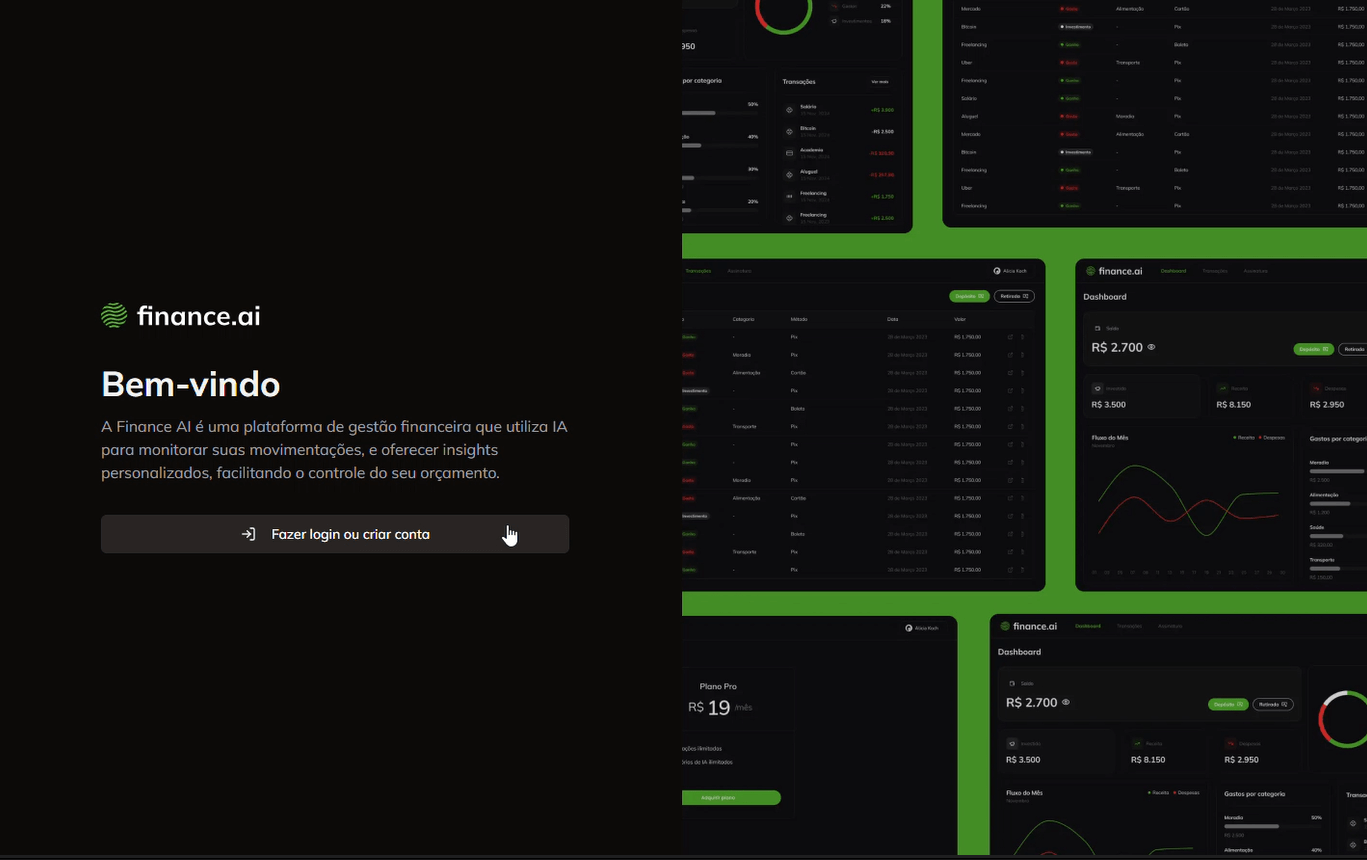 finance.ai
Bem-vindo
A Finance AI é uma plataforma de gestão financeira que utiliza IA
para monitorar suas movimentações, e oferecer insights
personalizados, facilitando o controle do seu orçamento.
Fazer login ou criar conta
22%
18%
950
por categoria
50%
40%
30%
20%
Transações
Ver mais
Salário
+R$ 3.000
Bitcoin
-R$ 2.500
Academia
Aluguel
Freelancing
+R$ 1.750
Freelancing
+R$ 2.500
Mercado Gasto Alimentação Cartão 28 de Março 2023 R$ 1.750,00
Bitcoin Investimento - Pix 28 de Março 2023 R$ 1.750,00
Freelancing Ganho - Boleto 28 de Março 2023 R$ 1.750,00
Uber Gasto Transporte Pix 28 de Março 2023 R$ 1.750,00
Freelancing Ganho - Pix 28 de Março 2023 R$ 1.750,00
Salário Ganho - Pix 28 de Março 2023 R$ 1.750,00
Aluguel Gasto Moradia Pix 28 de Março 2023 R$ 1.750,00
Mercado Gasto Alimentação Cartão 28 de Março 2023 R$ 1.750,00
Bitcoin Investimento - Pix 28 de Março 2023 R$ 1.750,00
Freelancing Ganho - Boleto 28 de Março 2023 R$ 1.750,00
Uber Gasto Transporte Pix 28 de Março 2023 R$ 1.750,00
Freelancing Ganho - Pix 28 de Março 2023 R$ 1.750,00
Transações Assinatura Alicia Koch
Depósito Retirada
Categoria Método Data Valor
Ganho - Pix 28 de Março 2023 R$ 1.750,00
Gasto Moradia Pix 28 de Março 2023 R$ 1.750,00
Gasto Alimentação Cartão 28 de Março 2023 R$ 1.750,00
Investimento - Pix 28 de Março 2023 R$ 1.750,00
Ganho - Boleto 28 de Março 2023 R$ 1.750,00
Gasto Transporte Pix 28 de Março 2023 R$ 1.750,00
Ganho - Pix 28 de Março 2023 R$ 1.750,00
Ganho - Pix 28 de Março 2023 R$ 1.750,00
Gasto Moradia Pix 28 de Março 2023 R$ 1.750,00
Gasto Alimentação Cartão 28 de Março 2023 R$ 1.750,00
Investimento - Pix 28 de Março 2023 R$ 1.750,00
Ganho - Boleto 28 de Março 2023 R$ 1.750,00
Gasto Transporte Pix 28 de Março 2023 R$ 1.750,00
Ganho - Pix 28 de Março 2023 R$ 1.750,00
finance.ai Dashboard Transações Assinatura
Dashboard
Saldo
R$ 2.700
Depósito Retirada
Investido Receita Despesas
R$ 3.500 R$ 8.150 R$ 2.950
Fluxo do Mês
Novembro
Receita Despesas
Gastos por categori
Moradia
Alimentação
Saúde
Transporte
Alicia Koch
Plano Pro
R$ 19 /mês
ações ilimitadas
órios de IA ilimitados
Adquirir plano
finance.ai Dashboard Transações Assinatura
Dashboard
Saldo
R$ 2.700
Depósito Retirada
Investido Receita Despesas
R$ 3.500 R$ 8.150 R$ 2.950
Fluxo do Mês
Novembro
Receita Despesas
Gastos por categoria
Moradia 50%
Alimentação 40%
Transa